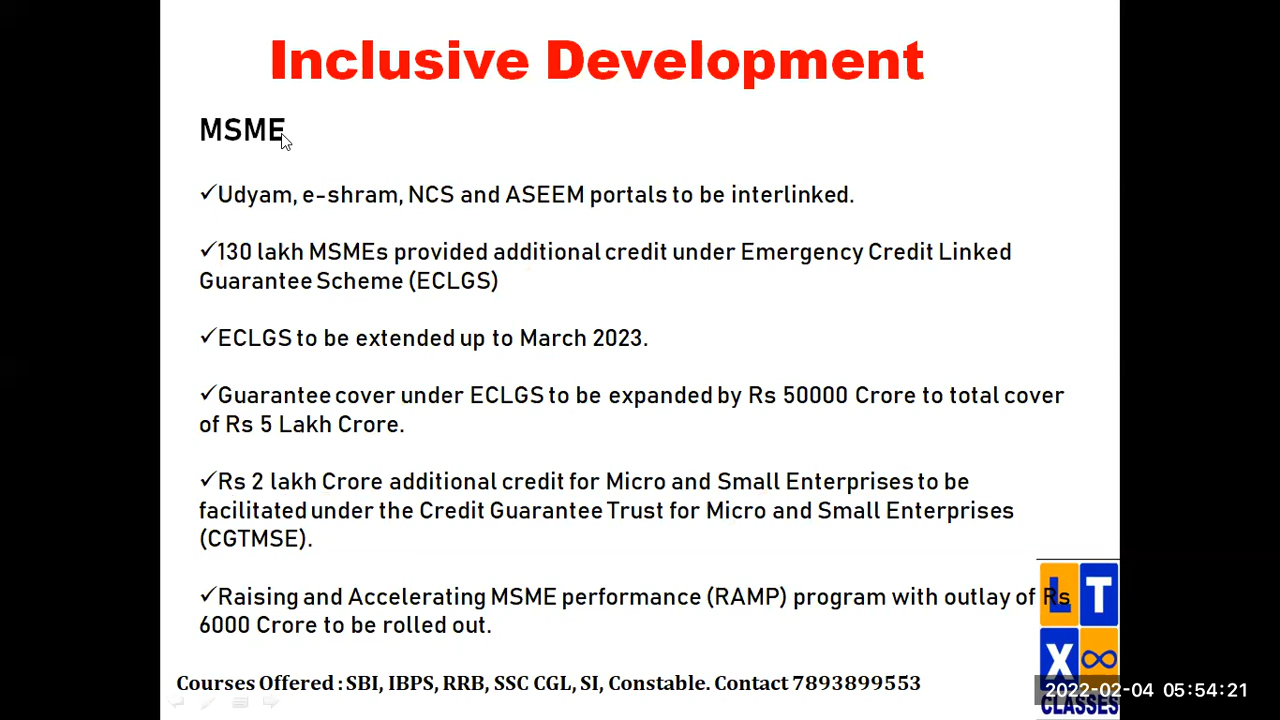 Inclusive Development
MSME
✓Udyam, e-shram, NCS and ASEEM portals to be interlinked.
✓130 lakh MSMEs provided additional credit under Emergency Credit Linked
Guarantee Scheme (ECLGS)
✓ECLGS to be extended up to March 2023.
✓Guarantee cover under ECLGS to be expanded by Rs 50000 Crore to total cover
of Rs 5 Lakh Crore.
✓Rs 2 lakh Crore additional credit for Micro and Small Enterprises to be
facilitated under the Credit Guarantee Trust for Micro and Small Enterprises
(CGTMSE).
✓Raising and Accelerating MSME performance (RAMP) program with outlay of Rs
6000 Crore to be rolled out.
L T
X ∞
CLASSES
Courses Offered : SBI, IBPS, RRB, SSC CGL, SI, Constable. Contact 7893899553
2022-02-04 05:54:21